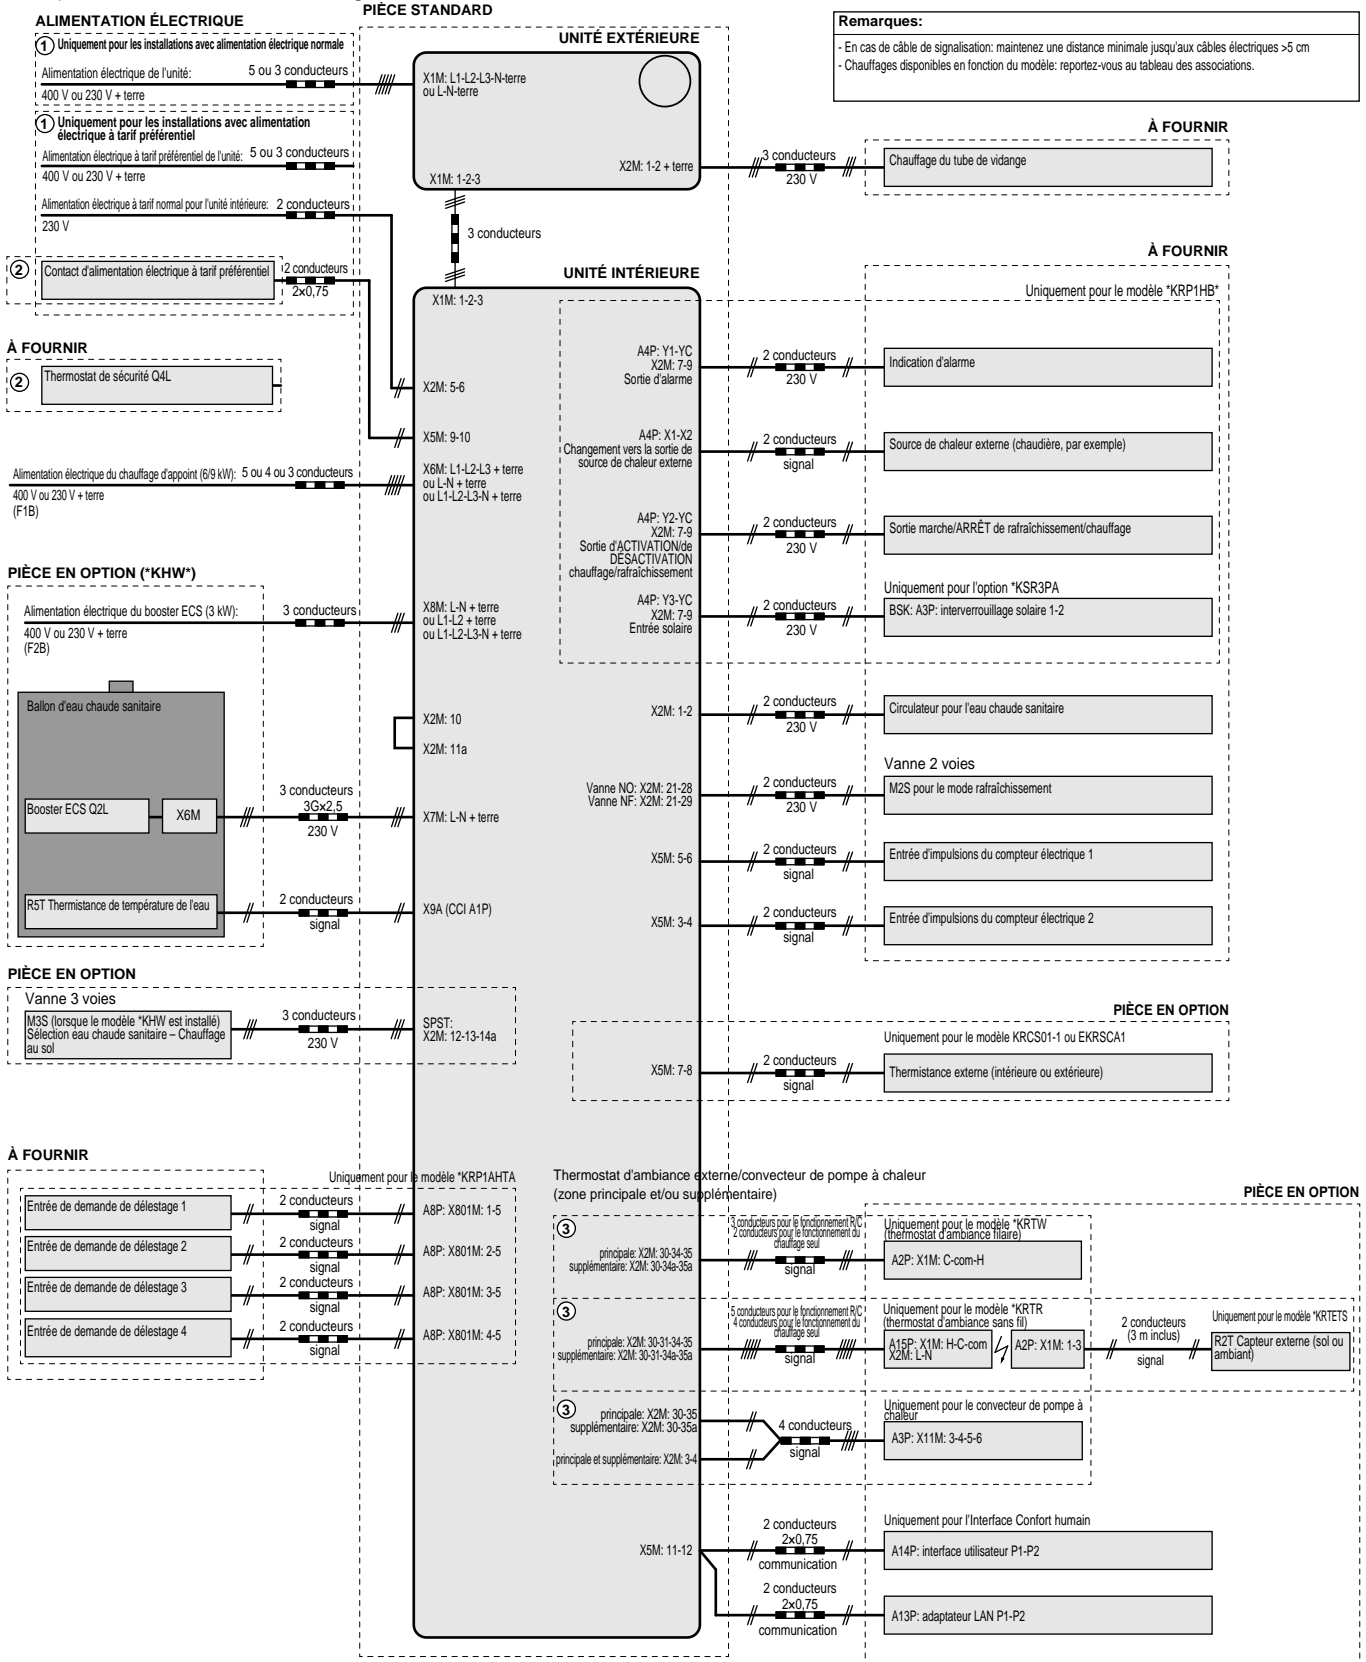 PIÈCE STANDARD
ALIMENTATION ÉLECTRIQUE
1 Uniquement pour les installations avec alimentation électrique normale
Alimentation électrique de l'unité: 5 ou 3 conducteurs
400 V ou 230 V + terre
1 Uniquement pour les installations avec alimentation
électrique à tarif préférentiel
Alimentation électrique à tarif préférentiel de l'unité: 5 ou 3 conducteurs
400 V ou 230 V + terre
Alimentation électrique à tarif normal pour l'unité intérieure: 2 conducteurs
230 V
2 Contact d'alimentation électrique à tarif préférentiel
2 conducteurs
2×0,75
À FOURNIR
2 Thermostat de sécurité Q4L
Alimentation électrique du chauffage d'appoint (6/9 kW): 5 ou 4 ou 3 conducteurs
400 V ou 230 V + terre
(F1B)
PIÈCE EN OPTION (*KHW*)
Alimentation électrique du booster ECS (3 kW): 3 conducteurs
400 V ou 230 V + terre
(F2B)
Ballon d'eau chaude sanitaire
Booster ECS Q2L
X6M
3 conducteurs
3G×2,5
230 V
R5T Thermistance de température de l'eau
2 conducteurs
signal
PIÈCE EN OPTION
Vanne 3 voies
M3S (lorsque le modèle *KHW est installé)
Sélection eau chaude sanitaire – Chauffage
au sol
3 conducteurs
230 V
À FOURNIR
Uniquement pour le modèle *KRP1AHTA
Entrée de demande de délestage 1
2 conducteurs
signal
A8P: X801M: 1-5
Entrée de demande de délestage 2
2 conducteurs
signal
A8P: X801M: 2-5
Entrée de demande de délestage 3
2 conducteurs
signal
A8P: X801M: 3-5
Entrée de demande de délestage 4
2 conducteurs
signal
A8P: X801M: 4-5
UNITÉ EXTÉRIEURE
X1M: L1-L2-L3-N-terre
ou L-N-terre
X2M: 1-2 + terre
X1M: 1-2-3
3 conducteurs
UNITÉ INTÉRIEURE
X1M: 1-2-3
X2M: 5-6
X5M: 9-10
X6M: L1-L2-L3 + terre
ou L-N + terre
ou L1-L2-L3-N + terre
X8M: L-N + terre
ou L1-L2 + terre
ou L1-L2-L3-N + terre
X2M: 10
X2M: 11a
X7M: L-N + terre
X9A (CCI A1P)
SPST:
X2M: 12-13-14a
Remarques:
- En cas de câble de signalisation: maintenez une distance minimale jusqu'aux câbles électriques >5 cm
- Chauffages disponibles en fonction du modèle: reportez-vous au tableau des associations.
À FOURNIR
3 conducteurs
230 V
Chauffage du tube de vidange
À FOURNIR
Uniquement pour le modèle *KRP1HB*
A4P: Y1-YC
X2M: 7-9
Sortie d'alarme
2 conducteurs
230 V
Indication d'alarme
A4P: X1-X2
Changement vers la sortie de
source de chaleur externe
2 conducteurs
signal
Source de chaleur externe (chaudière, par exemple)
A4P: Y2-YC
X2M: 7-9
Sortie d'ACTIVATION/de
DÉSACTIVATION
chauffage/rafraîchissement
2 conducteurs
230 V
Sortie marche/ARRÊT de rafraîchissement/chauffage
Uniquement pour l'option *KSR3PA
A4P: Y3-YC
X2M: 7-9
Entrée solaire
2 conducteurs
230 V
BSK: A3P: interverrouillage solaire 1-2
X2M: 1-2
2 conducteurs
230 V
Circulateur pour l'eau chaude sanitaire
Vanne 2 voies
Vanne NO: X2M: 21-28
Vanne NF: X2M: 21-29
2 conducteurs
230 V
M2S pour le mode rafraîchissement
X5M: 5-6
2 conducteurs
signal
Entrée d'impulsions du compteur électrique 1
X5M: 3-4
2 conducteurs
signal
Entrée d'impulsions du compteur électrique 2
PIÈCE EN OPTION
Uniquement pour le modèle KRCS01-1 ou EKRSCA1
X5M: 7-8
2 conducteurs
signal
Thermistance externe (intérieure ou extérieure)
Thermostat d'ambiance externe/convecteur de pompe à chaleur
(zone principale et/ou supplémentaire)
PIÈCE EN OPTION
3
principale: X2M: 30-34-35
supplémentaire: X2M: 30-34a-35a
3 conducteurs pour le fonctionnement R/C
2 conducteurs pour le fonctionnement du
chauffage seul
signal
Uniquement pour le modèle *KRTW
(thermostat d'ambiance filaire)
A2P: X1M: C-com-H
3
principale: X2M: 30-31-34-35
supplémentaire: X2M: 30-31-34a-35a
5 conducteurs pour le fonctionnement R/C
4 conducteurs pour le fonctionnement du
chauffage seul
signal
Uniquement pour le modèle *KRTR
(thermostat d'ambiance sans fil)
A15P: X1M: H-C-com
X2M: L-N
A2P: X1M: 1-3
2 conducteurs
(3 m inclus)
signal
Uniquement pour le modèle *KRTETS
R2T Capteur externe (sol ou
ambiant)
3
principale: X2M: 30-35
supplémentaire: X2M: 30-35a
principale et supplémentaire: X2M: 3-4
4 conducteurs
signal
Uniquement pour le convecteur de pompe à
chaleur
A3P: X11M: 3-4-5-6
Uniquement pour l'Interface Confort humain
X5M: 11-12
2 conducteurs
2×0,75
communication
A14P: interface utilisateur P1-P2
2 conducteurs
2×0,75
communication
A13P: adaptateur LAN P1-P2